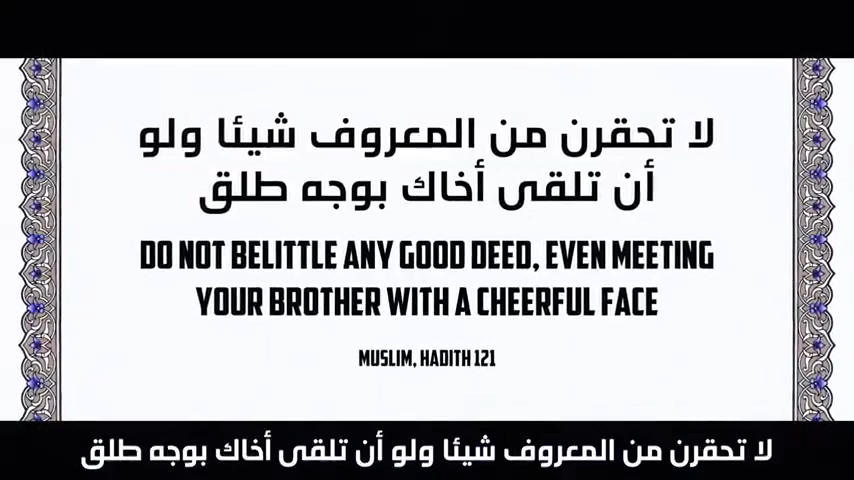 لا تحقرن من المعروف شيئا ولو
أن تلقى أخاك بوجه طلق
DO NOT BELITTLE ANY GOOD DEED, EVEN MEETING
YOUR BROTHER WITH A CHEERFUL FACE
MUSLIM, HADITH 121
لا تحقرن من المعروف شيئا ولو أن تلقى أخاك بوجه طلق